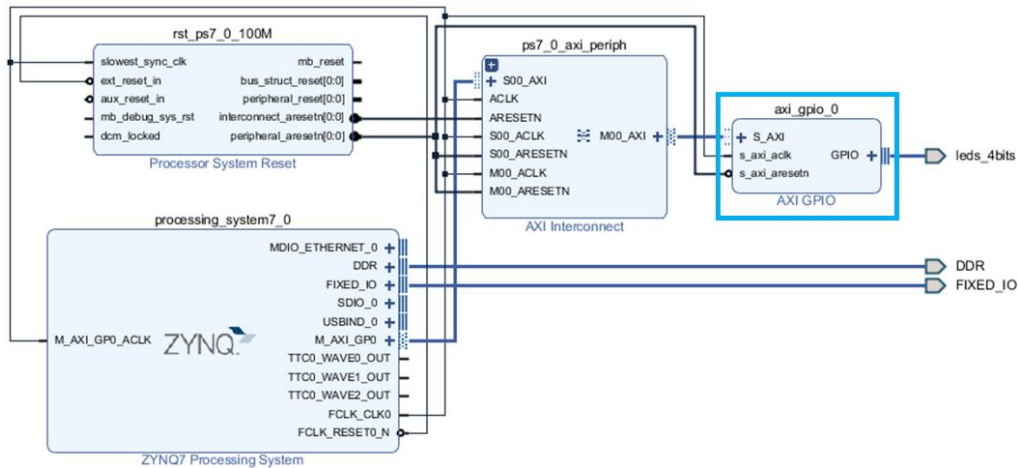 rst_ps7_0_100M
slowest_sync_clk
ext_reset_in
aux_reset_in
mb_debug_sys_rst
dcm_locked
mb_reset
bus_struct_reset[0:0]
peripheral_reset[0:0]
interconnect_aresetn[0:0]
peripheral_aresetn[0:0]
Processor System Reset
ps7_0_axi_periph
S00_AXI
ACLK
ARESETN
S00_ACLK
S00_ARESETN
M00_ACLK
M00_ARESETN
M00_AXI
AXI Interconnect
axi_gpio_0
S_AXI
s_axi_aclk
s_axi_aresetn
GPIO
AXI GPIO
leds_4bits
processing_system7_0
M_AXI_GP0_ACLK
ZYNQ
MDIO_ETHERNET_0
DDR
FIXED_IO
SDIO_0
USBIND_0
M_AXI_GP0
TTC0_WAVE0_OUT
TTC0_WAVE1_OUT
TTC0_WAVE2_OUT
FCLK_CLK0
FCLK_RESET0_N
ZYNQ7 Processing System
DDR
FIXED_IO